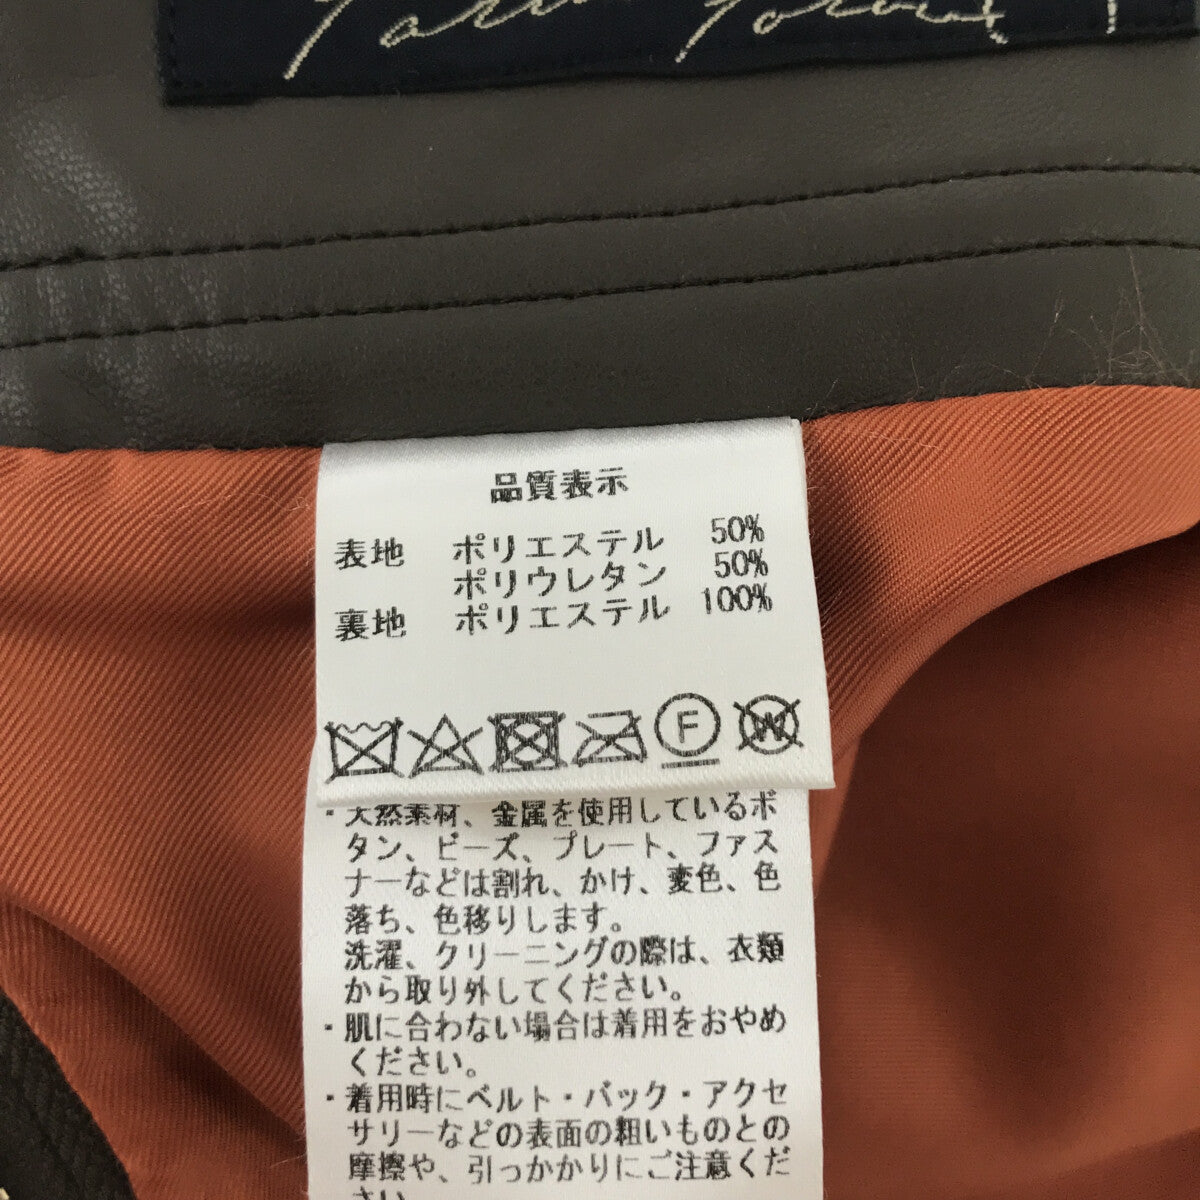 品質表示
表地 ポリエステル 50%
ポリウレタン 50%
裏地 ポリエステル 100%
F W
・天然素材、金属を使用しているボ
タン、ビーズ、プレート、ファス
ナーなどは割れ、かけ、変色、色
落ち、色移りします。
洗濯、クリーニングの際は、衣類
から取り外してください。
・肌に合わない場合は着用をおやめ
ください。
・着用時にベルト・バック・アクセ
サリーなどの表面の粗いものとの
摩擦や、引っかかりにご注意くだ
さい。